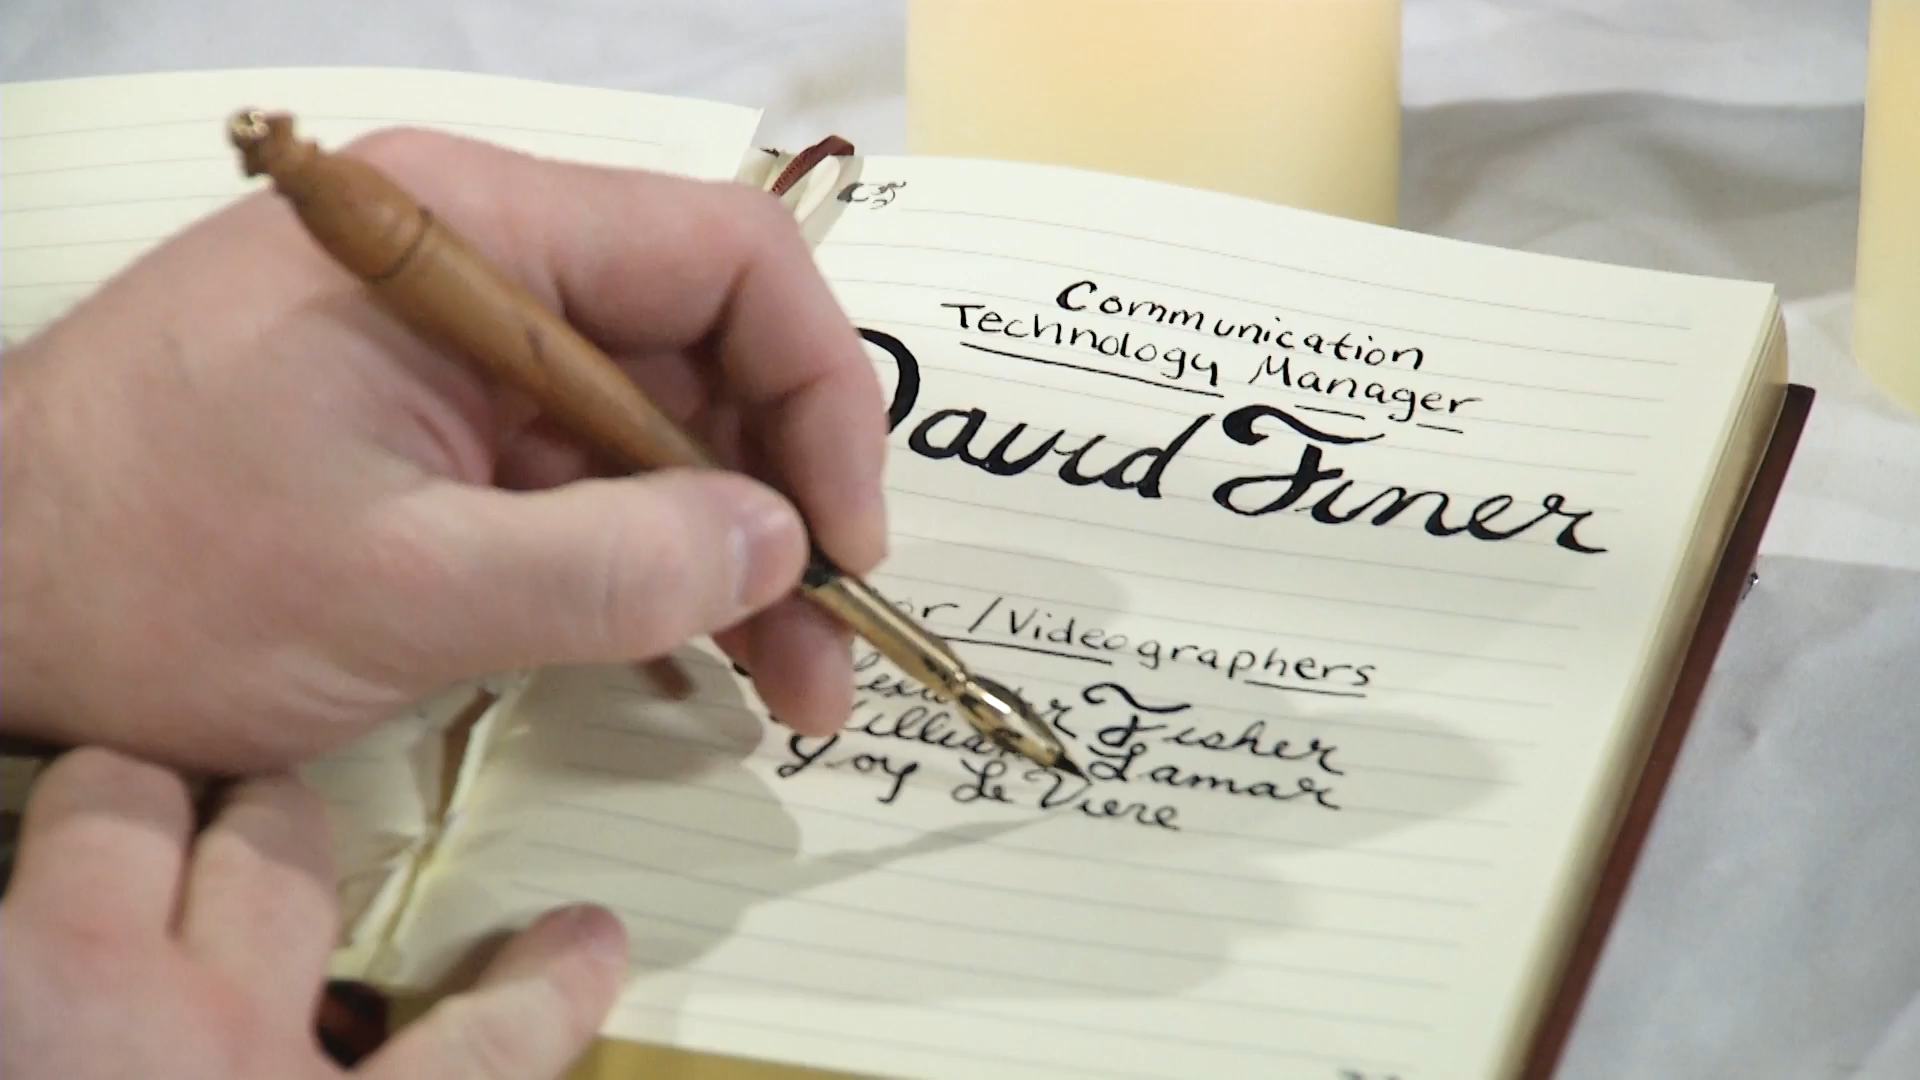 Communication
Technology Manager
David Finer
/Videographers
Fisher
Lamar
Joy Le Viere